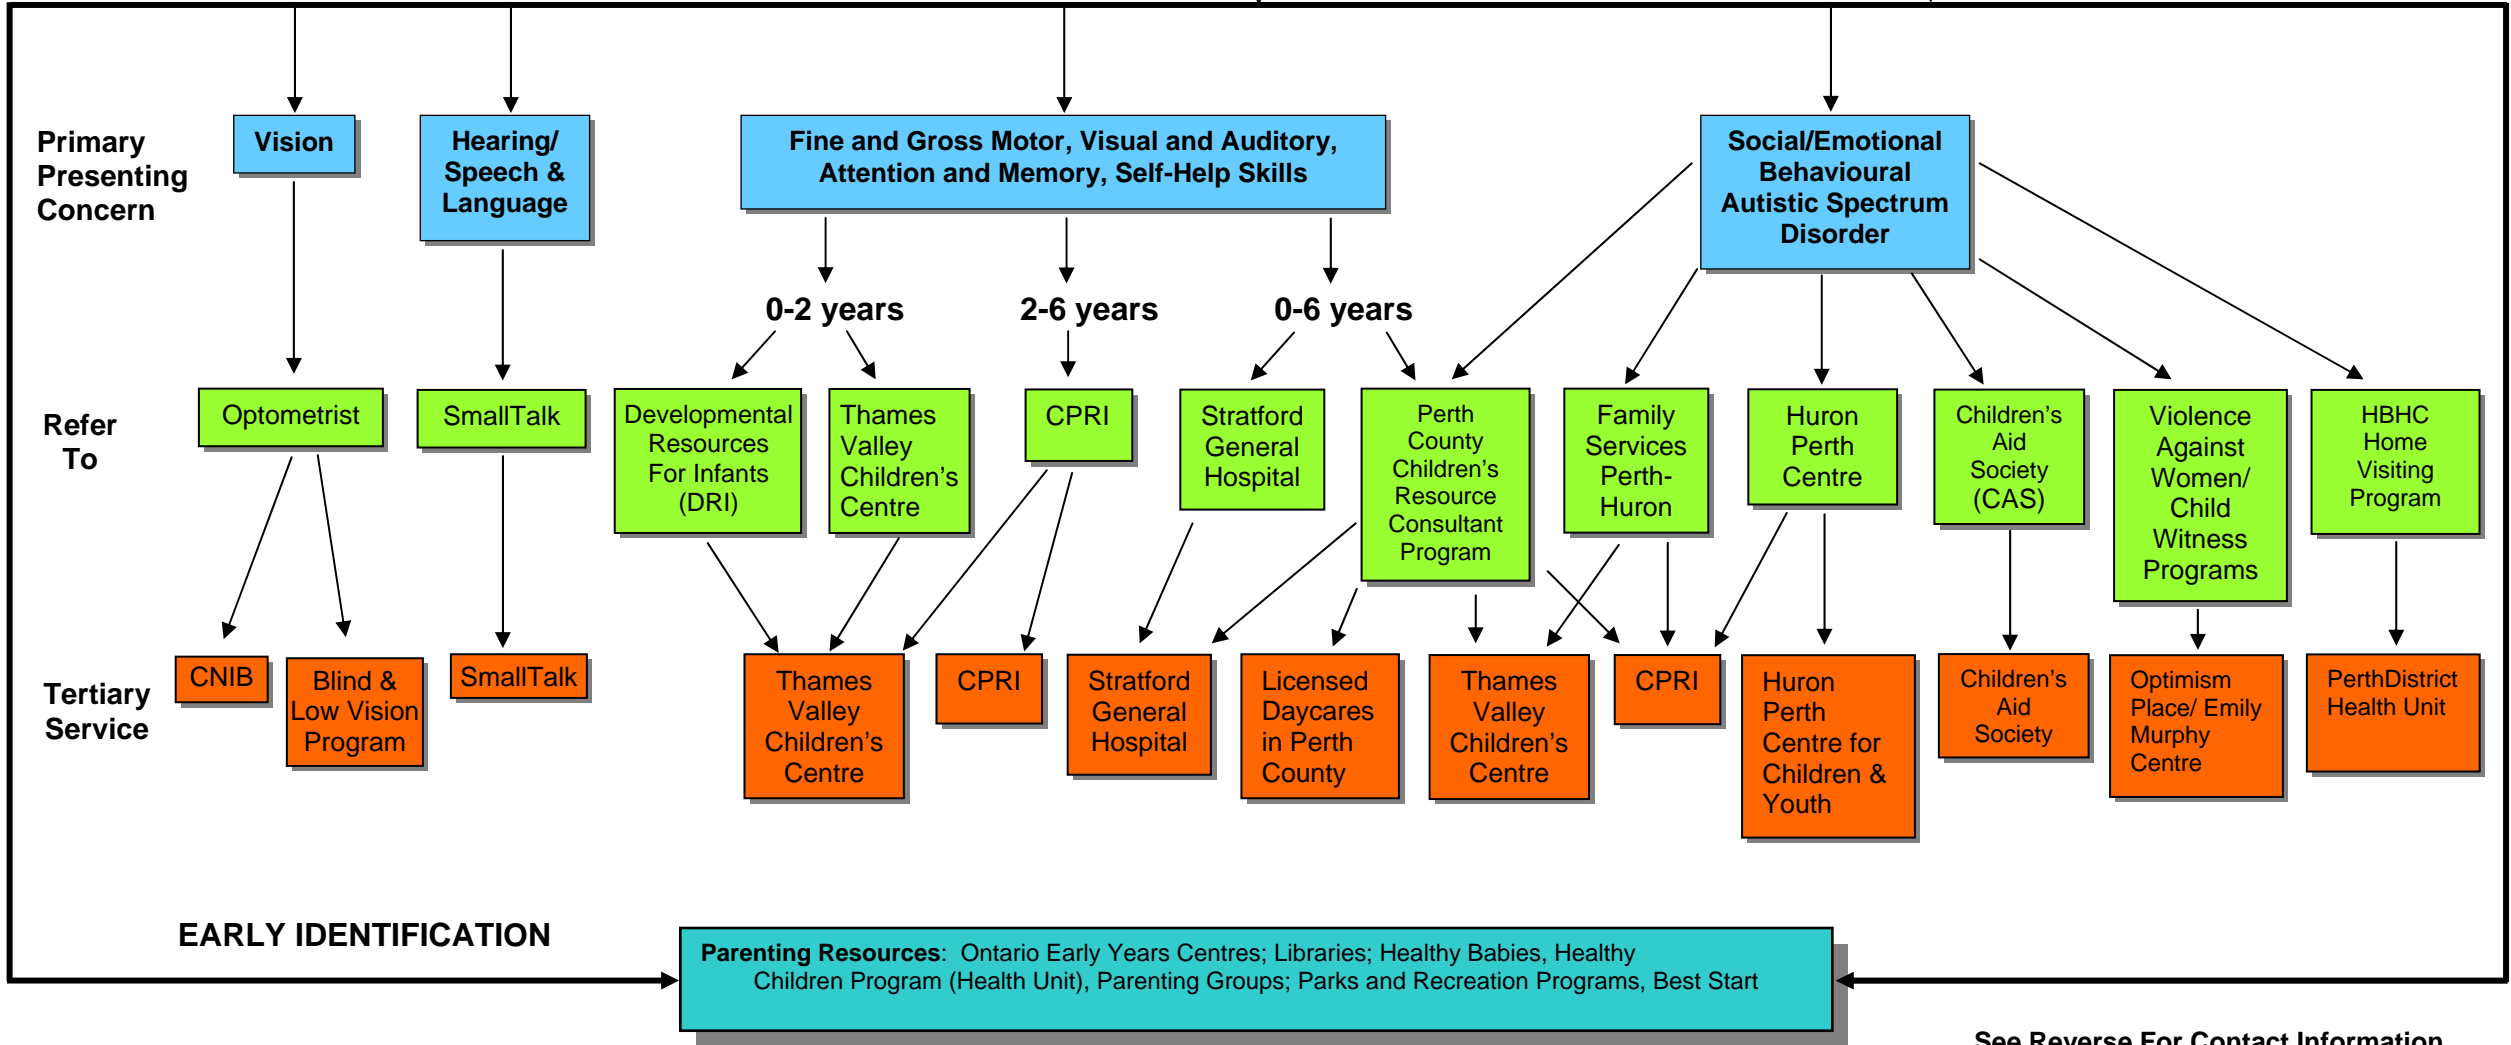 Primary
Presenting
Concern
Vision
Hearing/
Speech &
Language
Fine and Gross Motor, Visual and Auditory,
Attention and Memory, Self-Help Skills
Social/Emotional
Behavioural
Autistic Spectrum
Disorder
0-2 years
2-6 years
0-6 years
Refer
To
Optometrist
SmallTalk
Developmental
Resources
For Infants
(DRI)
Thames
Valley
Children's
Centre
CPRI
Stratford
General
Hospital
Perth
County
Children's
Resource
Consultant
Program
Family
Services
Perth-
Huron
Huron
Perth
Centre
Children's
Aid
Society
(CAS)
Violence
Against
Women/
Child
Witness
Programs
HBHC
Home
Visiting
Program
Tertiary
Service
CNIB
Blind &
Low Vision
Program
SmallTalk
Thames
Valley
Children's
Centre
CPRI
Stratford
General
Hospital
Licensed
Daycares
in Perth
County
Thames
Valley
Children's
Centre
CPRI
Huron
Perth
Centre for
Children &
Youth
Children's
Aid
Society
Optimism
Place/ Emily
Murphy
Centre
PerthDistrict
Health Unit
EARLY IDENTIFICATION
Parenting Resources: Ontario Early Years Centres; Libraries; Healthy Babies, Healthy
Children Program (Health Unit), Parenting Groups; Parks and Recreation Programs, Best Start
See Reverse For Contact Information